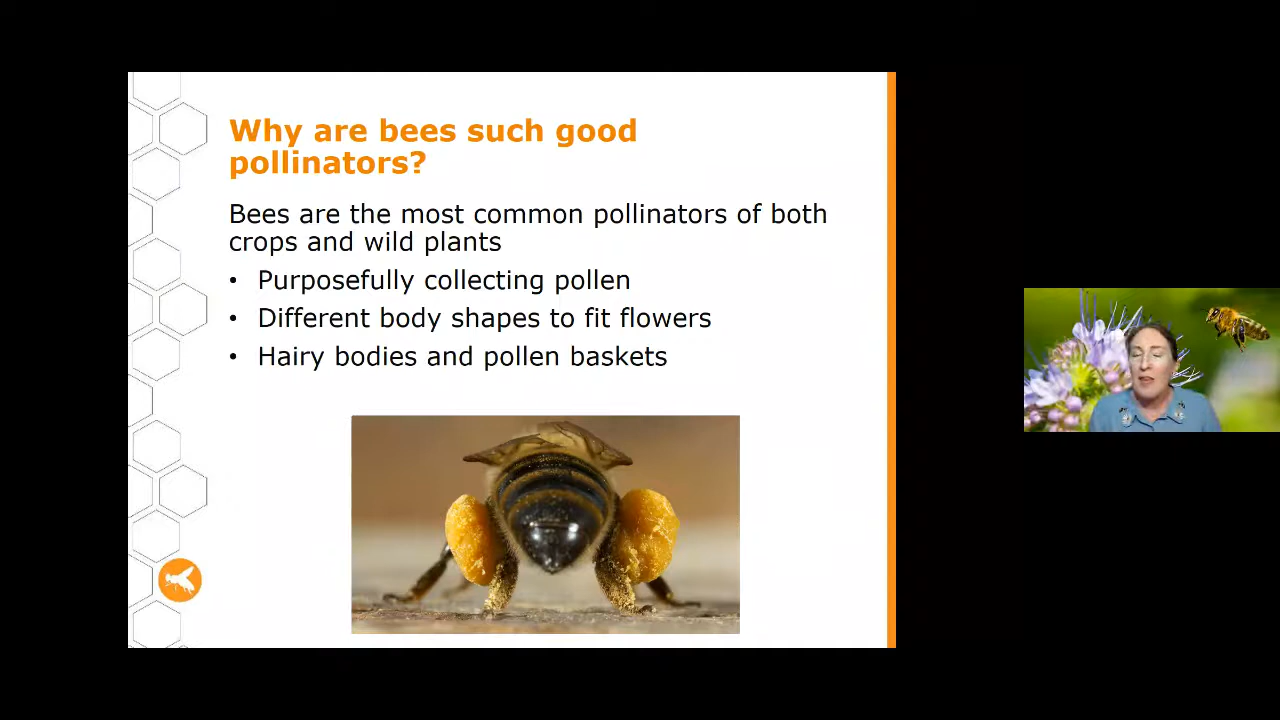 Why are bees such good
pollinators?
Bees are the most common pollinators of both
crops and wild plants
• Purposefully collecting pollen
• Different body shapes to fit flowers
• Hairy bodies and pollen baskets